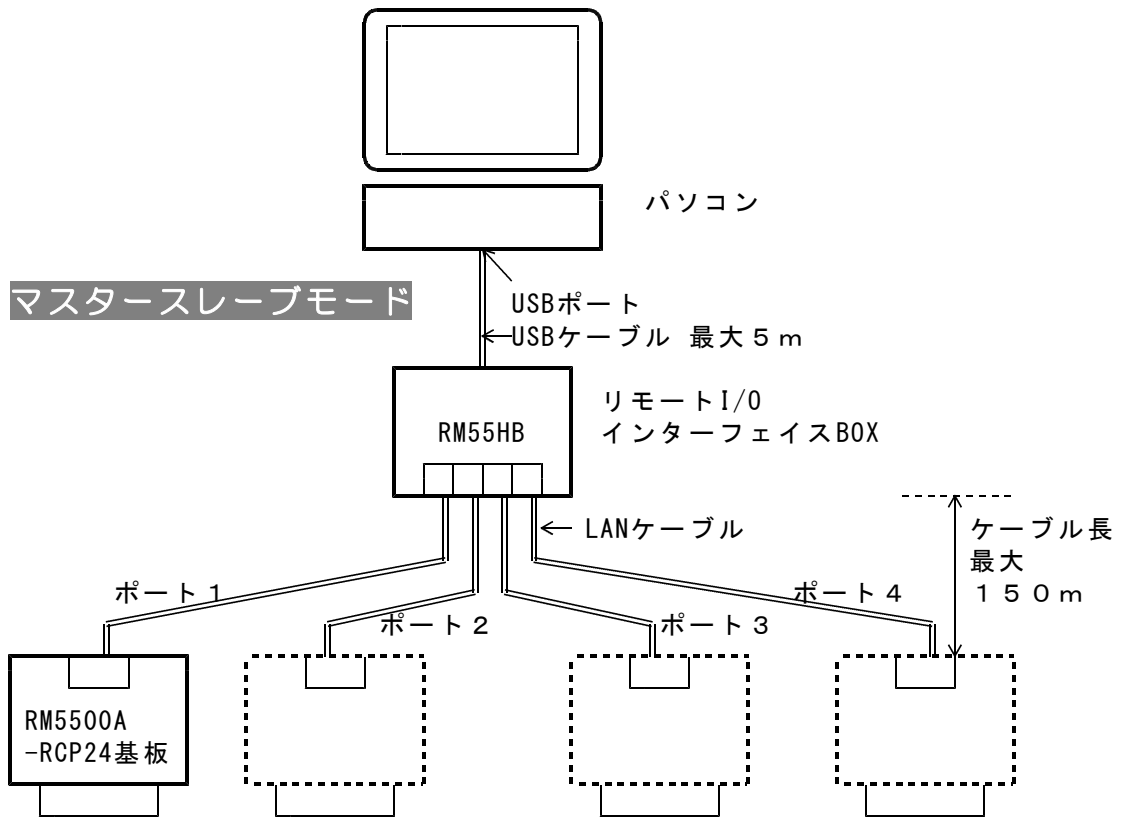 パソコン
マスタースレーブモード
USBポート
USBケーブル 最大５ｍ
リモートI/O
インターフェイスBOX
RM55HB
LANケーブル
ケーブル長
最大
１５０ｍ
ポート１
ポート２
ポート３
ポート４
RM5500A
-RCP24基板